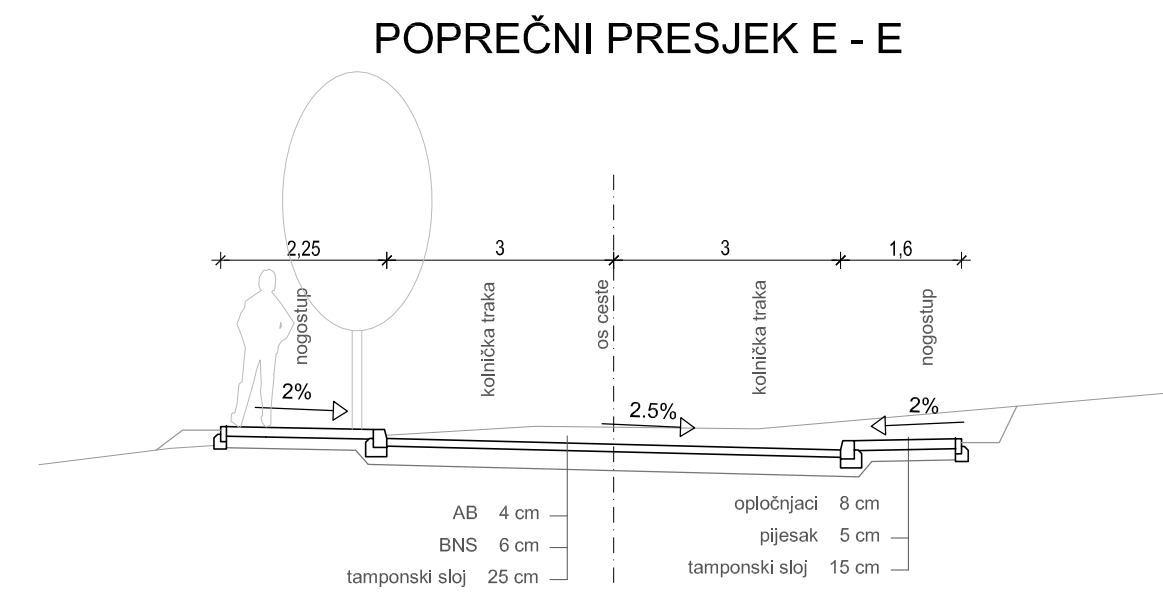 POPREČNI PRESJEK E - E
2,25 3 3 1,6
nogostup
kolnička traka
os ceste
kolnička traka
nogostup
2%
2.5%
2%
AB 4 cm
BNS 6 cm
tamponski sloj 25 cm
opločnjaci 8 cm
pijesak 5 cm
tamponski sloj 15 cm